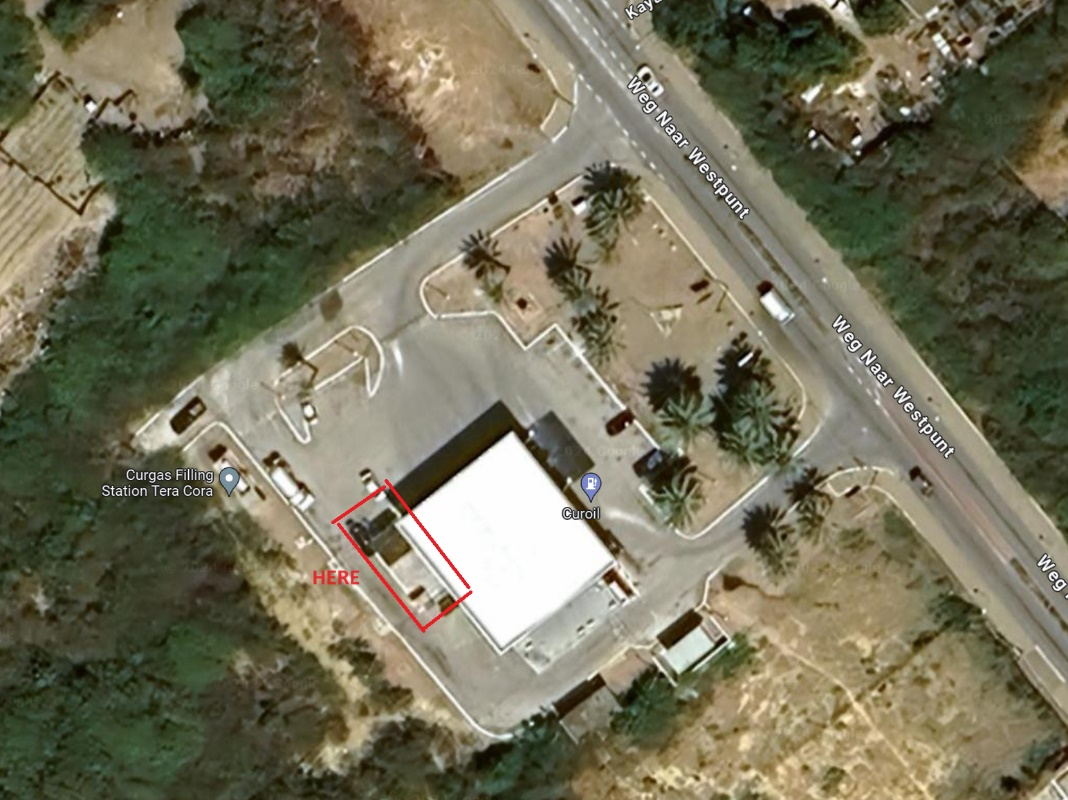 Weg Naar Westpunt
Weg Naar Westpunt
Curgas Filling
Station Tera Cora
Curoil
HERE